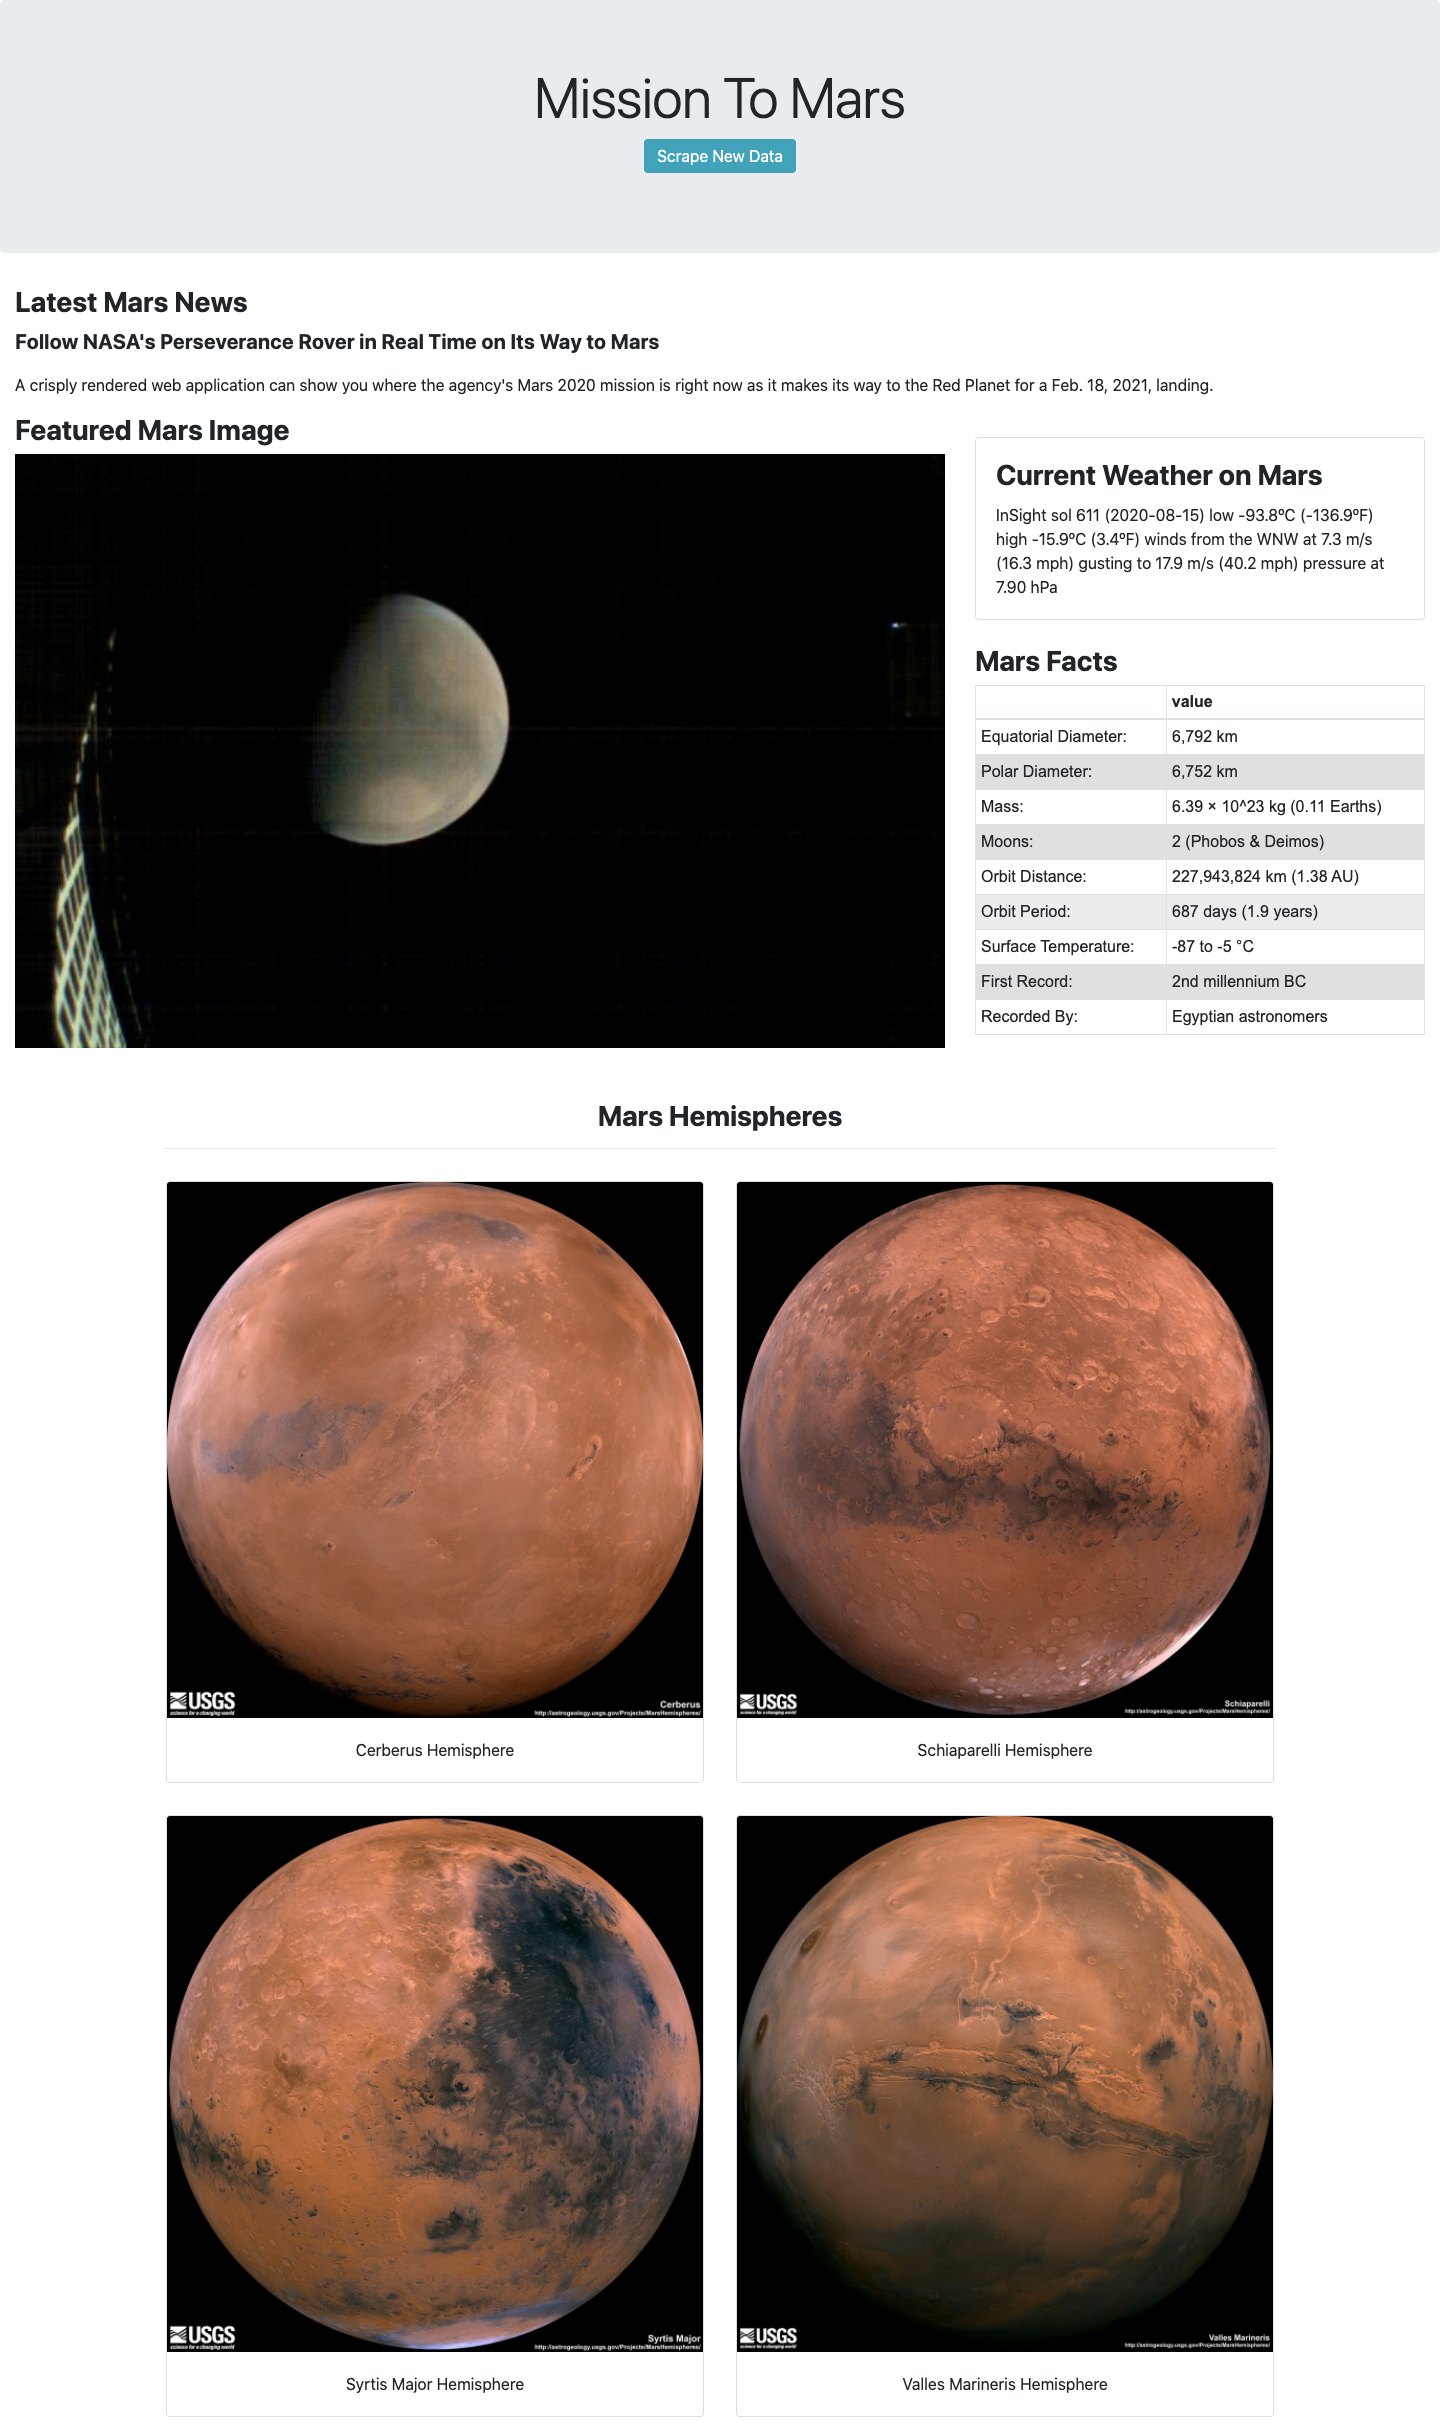 Mission To Mars
Scrape New Data
Latest Mars News
Follow NASA's Perseverance Rover in Real Time on Its Way to Mars
A crisply rendered web application can show you where the agency's Mars 2020 mission is right now as it makes its way to the Red Planet for a Feb. 18, 2021, landing.
Featured Mars Image
Current Weather on Mars
InSight sol 611 (2020-08-15) low -93.8ºC (-136.9ºF)
high -15.9ºC (3.4ºF) winds from the WNW at 7.3 m/s
(16.3 mph) gusting to 17.9 m/s (40.2 mph) pressure at
7.90 hPa
Mars Facts
value
Equatorial Diameter: 6,792 km
Polar Diameter: 6,752 km
Mass: 6.39 × 10^23 kg (0.11 Earths)
Moons: 2 (Phobos & Deimos)
Orbit Distance: 227,943,824 km (1.38 AU)
Orbit Period: 687 days (1.9 years)
Surface Temperature: -87 to -5 °C
First Record: 2nd millennium BC
Recorded By: Egyptian astronomers
Mars Hemispheres
USGS
science for a changing world
Cerberus
http://astrogeology.usgs.gov/Projects/MarsHemispheres/
Cerberus Hemisphere
USGS
science for a changing world
Schiaparelli
http://astrogeology.usgs.gov/Projects/MarsHemispheres/
Schiaparelli Hemisphere
USGS
science for a changing world
Syrtis Major
http://astrogeology.usgs.gov/Projects/MarsHemispheres/
Syrtis Major Hemisphere
USGS
science for a changing world
Valles Marineris
http://astrogeology.usgs.gov/Projects/MarsHemispheres/
Valles Marineris Hemisphere